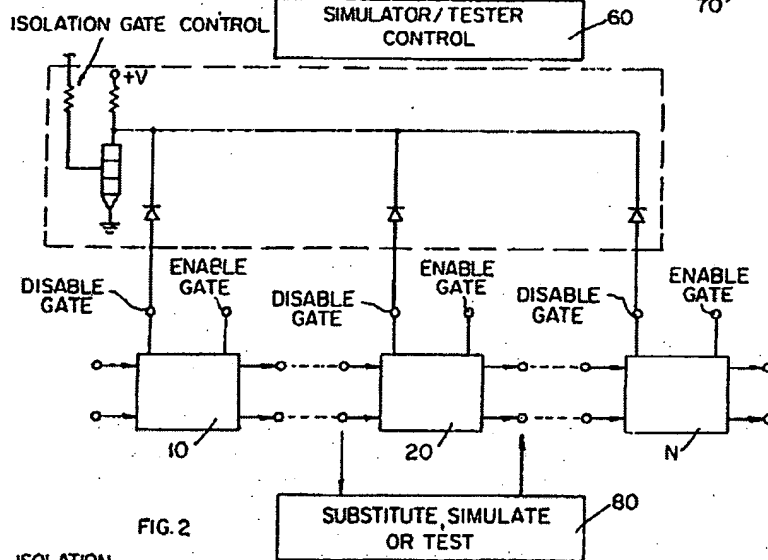 ISOLATION GATE CONTROL
SIMULATOR/TESTER
CONTROL
60
70
+V
DISABLE
GATE
ENABLE
GATE
DISABLE
GATE
ENABLE
GATE
DISABLE
GATE
ENABLE
GATE
10
20
N
FIG. 2
SUBSTITUTE, SIMULATE
OR TEST
80
ISOLATION